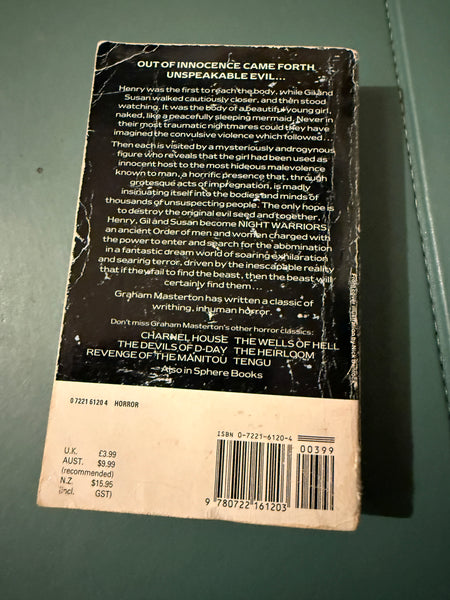 OUT OF INNOCENCE CAME FORTH
UNSPEAKABLE EVIL...
Henry was the first to reach the body, while Gil and
Susan walked cautiously closer, and then stood
watching. It was the body of a beautiful young girl,
naked, like a peacefully sleeping mermaid. Never in
their most traumatic nightmares could they have
imagined the convulsive violence which followed...
Then each is visited by a mysteriously androgynous
figure who reveals that the girl had been used as
innocent host to the most hideous malevolence
known to man, a horrific presence that, through
grotesque acts of impregnation, is madly
insinuating itself into the bodies and minds of
thousands of unsuspecting people. The only hope is
to destroy the original evil seed and together,
Henry, Gil and Susan become NIGHT WARRIORS,
an ancient Order of men and women charged with
the power to enter and search for the abomination
in a fantastic dream world of soaring exhilaration
and searing terror, driven by the inescapable reality
that if they fail to find the beast, then the beast will
certainly find them...
Graham Masterton has written a classic of
writhing, inhuman horror.
Don't miss Graham Masterton's other horror classics:
CHARNEL HOUSE THE WELLS OF HELL
THE DEVILS OF D-DAY THE HEIRLOOM
REVENGE OF THE MANITOU TENGU
Also in Sphere Books
0 7221 6120 4 HORROR
U.K. £3.99
AUST. $9.99
(recommended)
N.Z. $15.95
(incl. GST)
ISBN 0-7221-6120-4
00399
9 780722 161203